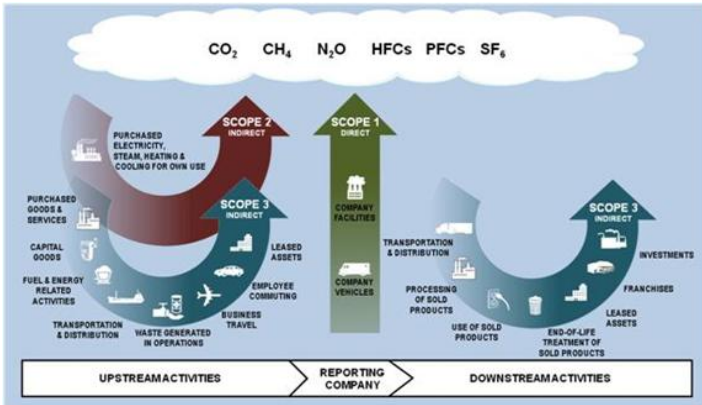 CO₂ CH₄ N₂O HFCs PFCs SF₆
SCOPE 2
INDIRECT
PURCHASED
ELECTRICITY,
STEAM, HEATING &
COOLING FOR OWN USE
SCOPE 1
DIRECT
COMPANY
FACILITIES
COMPANY
VEHICLES
SCOPE 3
INDIRECT
PURCHASED
GOODS &
SERVICES
CAPITAL
GOODS
FUEL & ENERGY
RELATED
ACTIVITIES
TRANSPORTATION
& DISTRIBUTION
WASTE GENERATED
IN OPERATIONS
BUSINESS
TRAVEL
EMPLOYEE
COMMUTING
LEASED
ASSETS
SCOPE 3
INDIRECT
TRANSPORTATION
& DISTRIBUTION
PROCESSING
OF SOLD
PRODUCTS
USE OF SOLD
PRODUCTS
END-OF-LIFE
TREATMENT OF
SOLD PRODUCTS
LEASED
ASSETS
FRANCHISES
INVESTMENTS
UPSTREAM ACTIVITIES
REPORTING
COMPANY
DOWNSTREAM ACTIVITIES